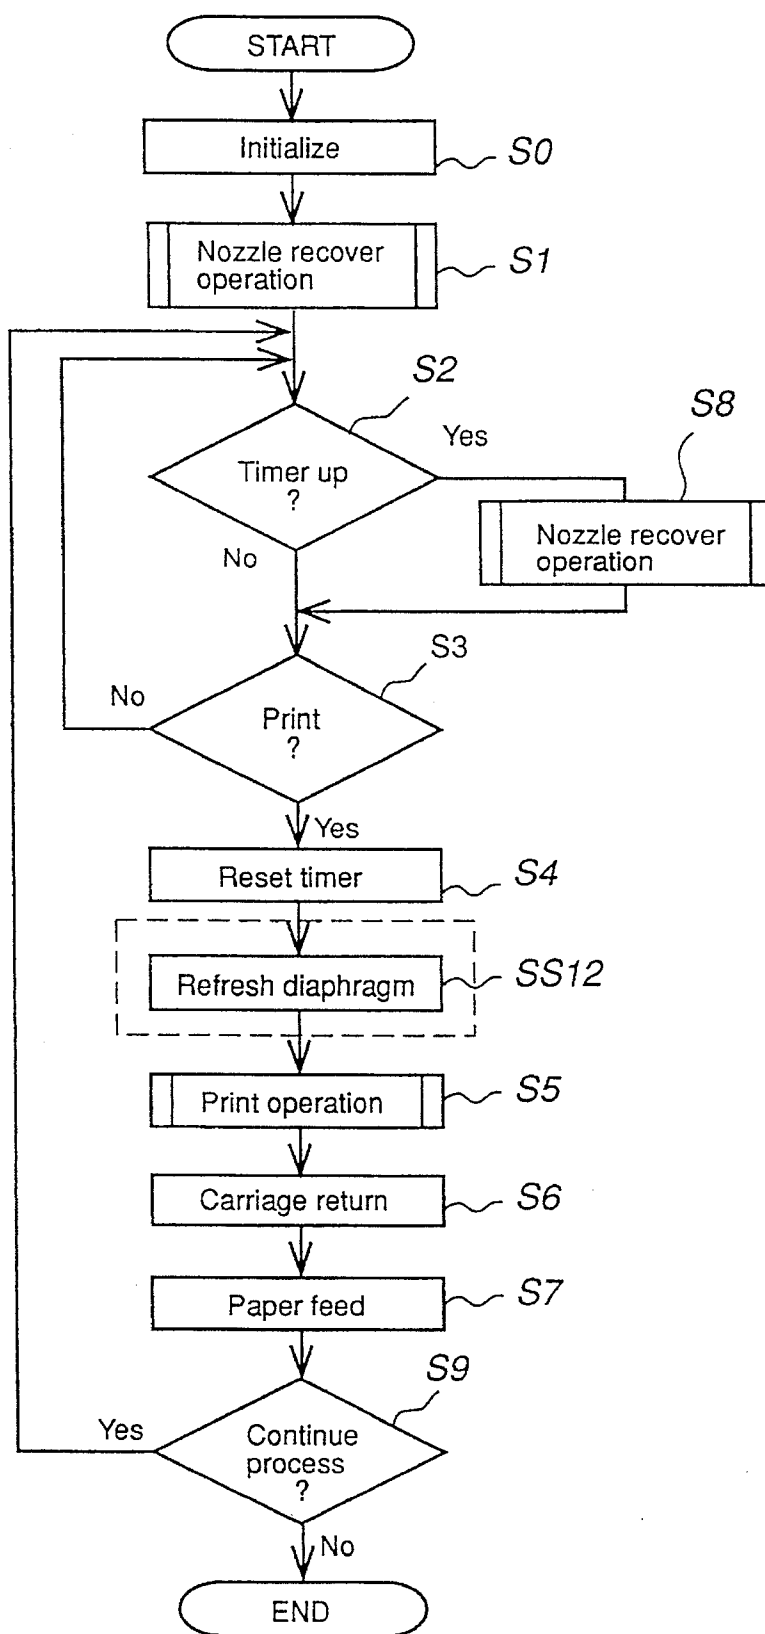 START
Initialize
S0
Nozzle recover
operation
S1
S2
Timer up
?
Yes
S8
Nozzle recover
operation
No
S3
Print
?
No
Yes
Reset timer
S4
Refresh diaphragm
SS12
Print operation
S5
Carriage return
S6
Paper feed
S7
S9
Continue
process
?
Yes
No
END